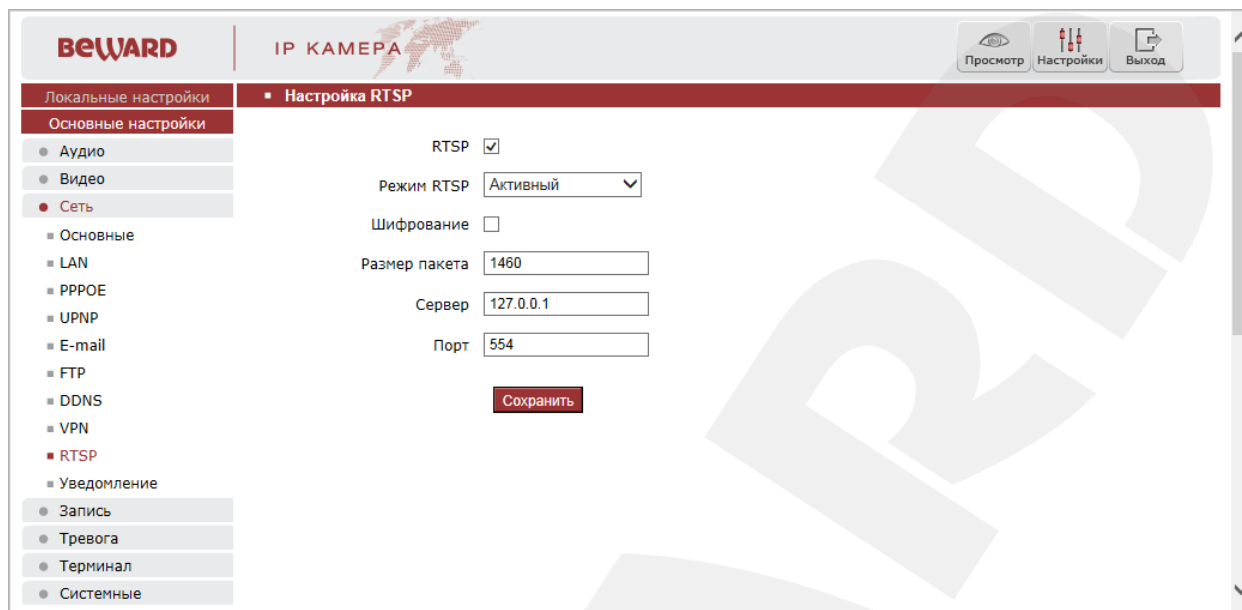 BEWARD
IP КАМЕРА
Просмотр
Настройки
Выход
Локальные настройки
Настройка RTSP
Основные настройки
Аудио
Видео
Сеть
Основные
LAN
PPPOE
UPNP
E-mail
FTP
DDNS
VPN
RTSP
Уведомление
Запись
Тревога
Терминал
Системные
RTSP
Режим RTSP Активный
Шифрование
Размер пакета 1460
Сервер 127.0.0.1
Порт 554
Сохранить
ARD